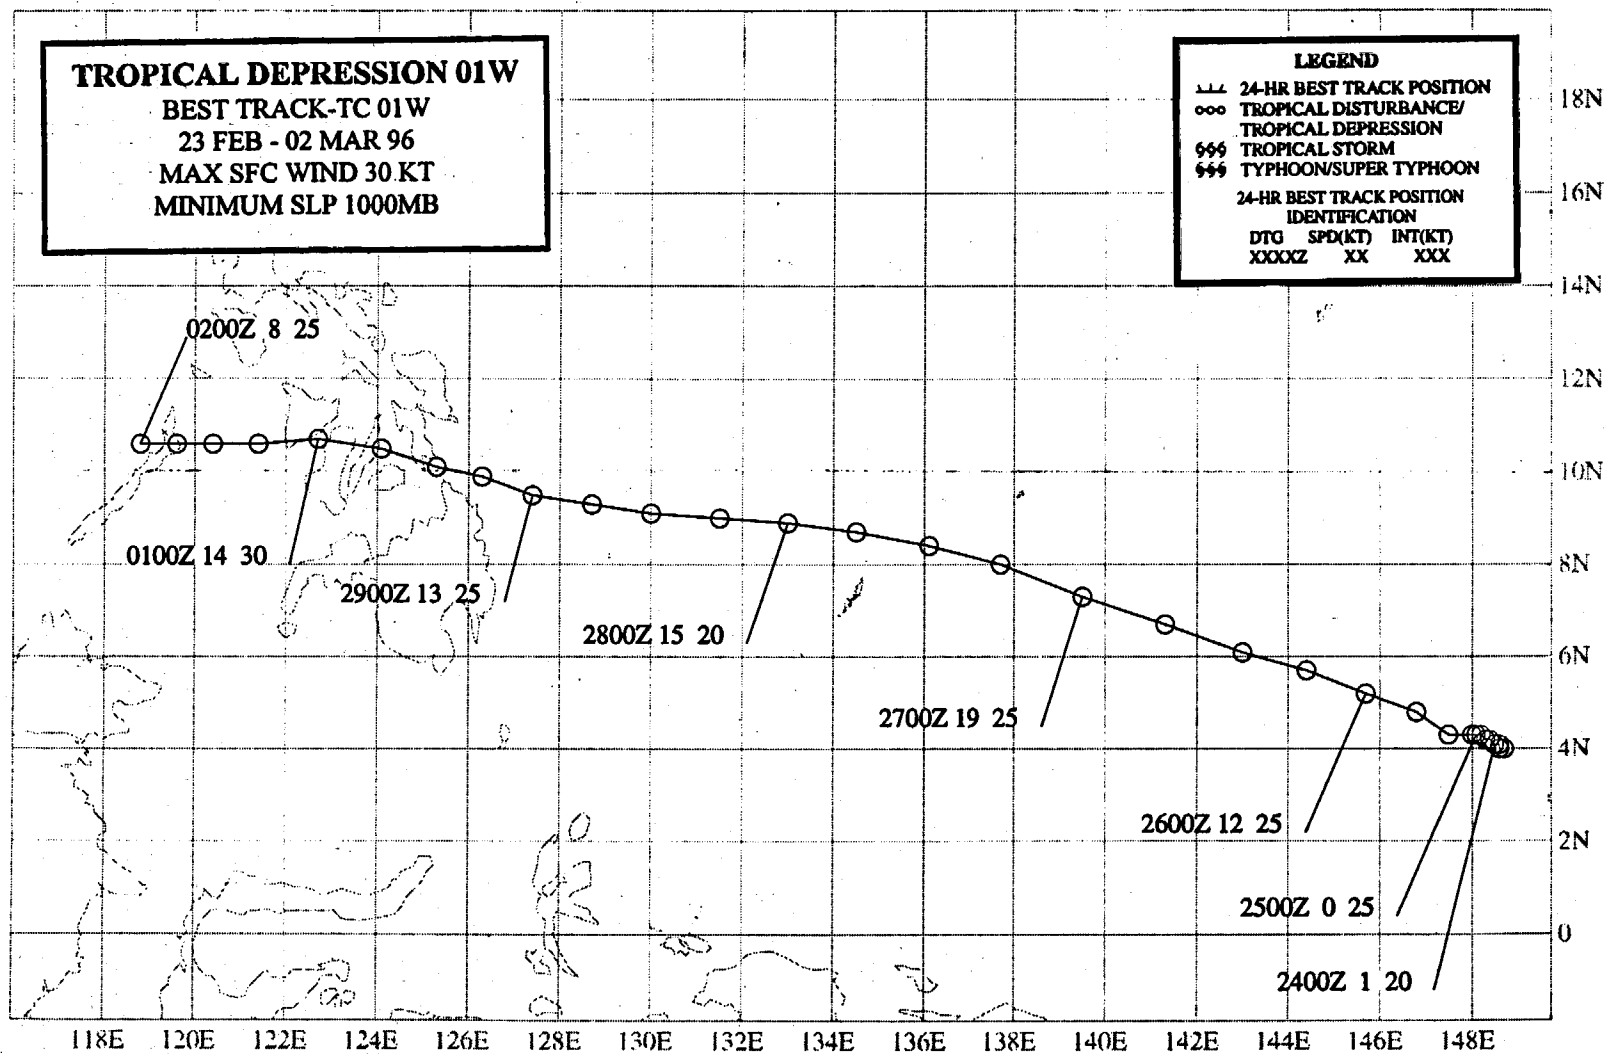 TROPICAL DEPRESSION 01W
BEST TRACK-TC 01W
23 FEB - 02 MAR 96
MAX SFC WIND 30 KT
MINIMUM SLP 1000MB
LEGEND
24-HR BEST TRACK POSITION
TROPICAL DISTURBANCE/
TROPICAL DEPRESSION
TROPICAL STORM
TYPHOON/SUPER TYPHOON
24-HR BEST TRACK POSITION
IDENTIFICATION
DTG SPD(KT) INT(KT)
XXXXZ XX XXX
18N
16N
14N
12N
10N
8N
6N
4N
2N
0
0200Z 8 25
0100Z 14 30
2900Z 13 25
2800Z 15 20
2700Z 19 25
2600Z 12 25
2500Z 0 25
2400Z 1 20
118E 120E 122E 124E 126E 128E 130E 132E 134E 136E 138E 140E 142E 144E 146E 148E